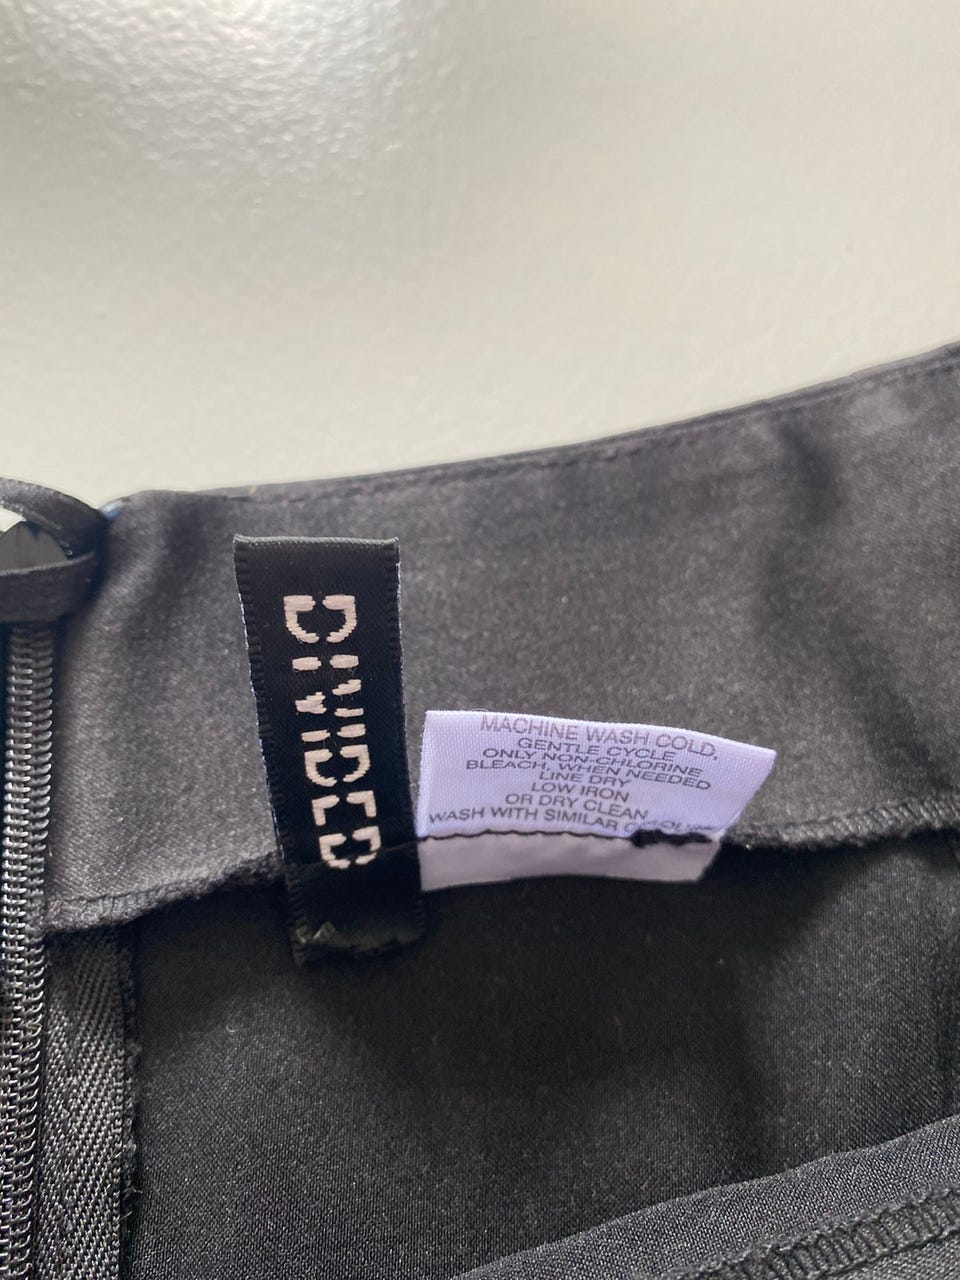 DIVIDED
MACHINE WASH COLD,
GENTLE CYCLE
ONLY NON-CHLORINE
BLEACH, WHEN NEEDED
LINE DRY
LOW IRON
OR DRY CLEAN
WASH WITH SIMILAR